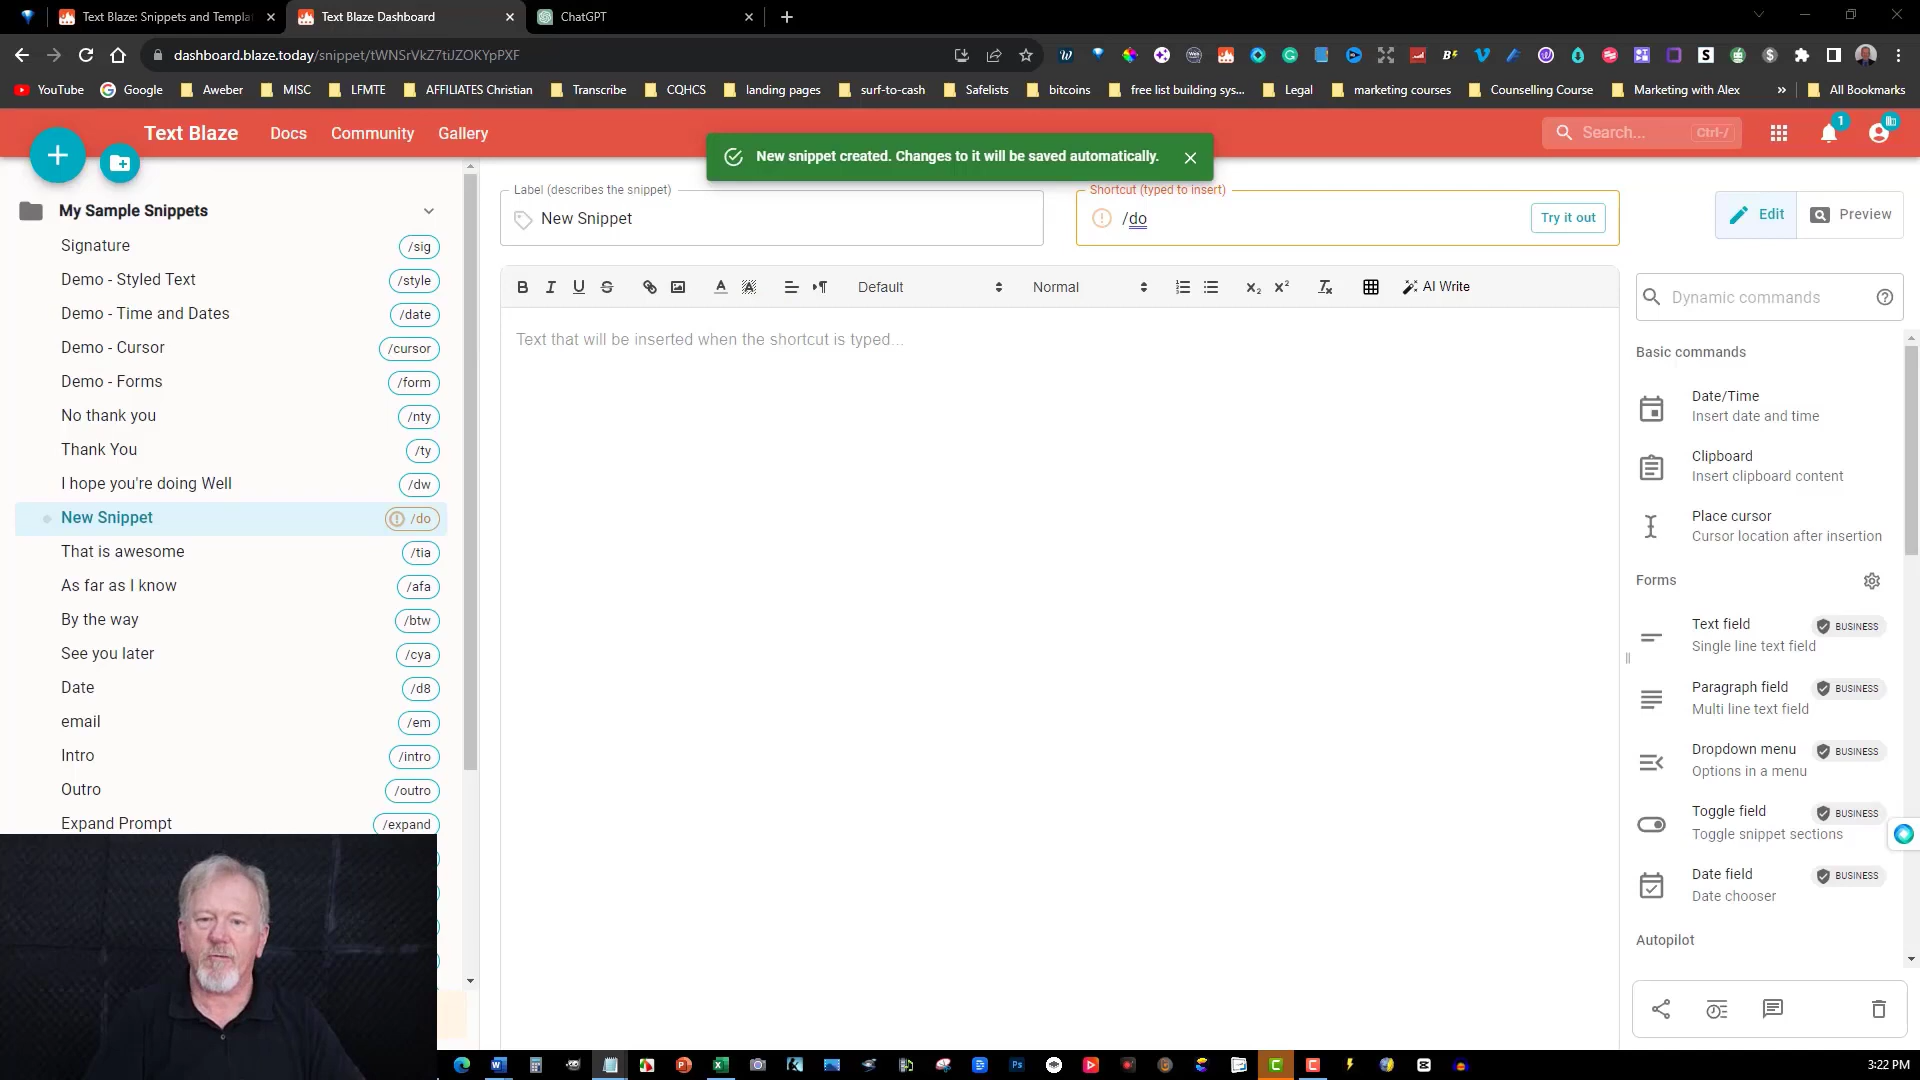 Text Blaze: Snippets and Templa
Text Blaze Dashboard
ChatGPT
dashboard.blaze.today/snippet/tWNSrVkZ7tiJZOKYpPXF
YouTube
Google
Aweber
MISC
LFMTE
AFFILIATES Christian
Transcribe
CQHCS
landing pages
surf-to-cash
Safelists
bitcoins
free list building sys...
Legal
marketing courses
Counselling Course
Marketing with Alex
»
All Bookmarks
Text Blaze
Docs
Community
Gallery
New snippet created. Changes to it will be saved automatically.
Search...
Ctrl-/
1
My Sample Snippets
Signature
/sig
Demo - Styled Text
/style
Demo - Time and Dates
/date
Demo - Cursor
/cursor
Demo - Forms
/form
No thank you
/nty
Thank You
/ty
I hope you're doing Well
/dw
New Snippet
/do
That is awesome
/tia
As far as I know
/afa
By the way
/btw
See you later
/cya
Date
/d8
email
/em
Intro
/intro
Outro
/outro
Expand Prompt
/expand
Label (describes the snippet)
New Snippet
Shortcut (typed to insert)
/do
Try it out
Edit
Preview
B I U S
Default
Normal
AI Write
Text that will be inserted when the shortcut is typed...
Dynamic commands
Basic commands
Date/Time
Insert date and time
Clipboard
Insert clipboard content
Place cursor
Cursor location after insertion
Forms
Text field
BUSINESS
Single line text field
Paragraph field
BUSINESS
Multi line text field
Dropdown menu
BUSINESS
Options in a menu
Toggle field
BUSINESS
Toggle snippet sections
Date field
BUSINESS
Date chooser
Autopilot
3:22 PM